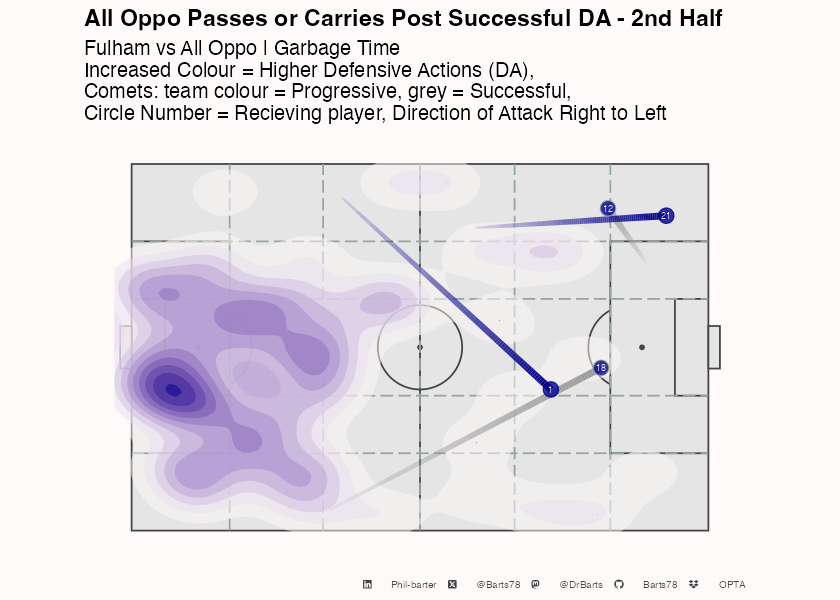 All Oppo Passes or Carries Post Successful DA - 2nd Half
Fulham vs All Oppo | Garbage Time
Increased Colour = Higher Defensive Actions (DA),
Comets: team colour = Progressive, grey = Successful,
Circle Number = Recieving player, Direction of Attack Right to Left
12
21
18
1
Phil-barter @Barts78 @DrBarts Barts78 OPTA